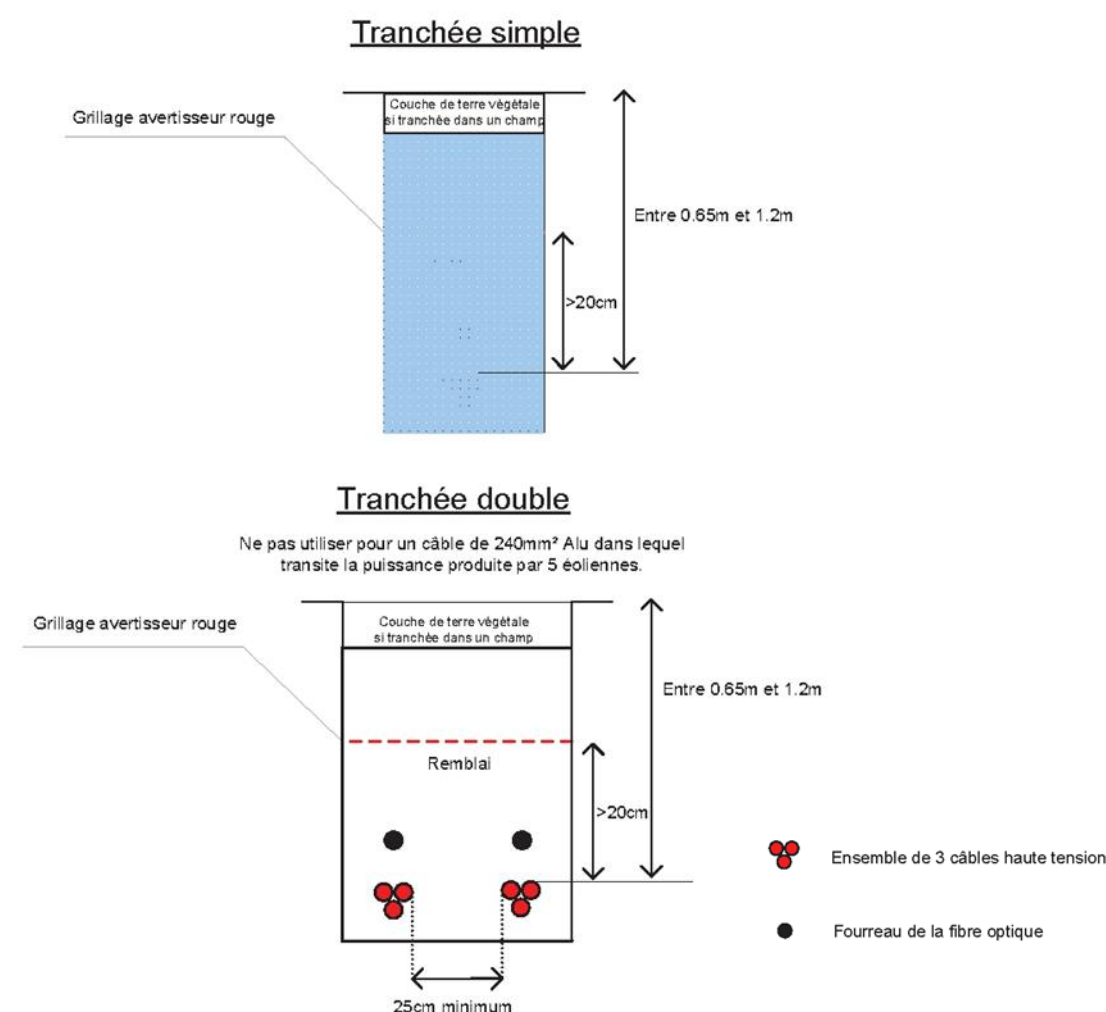 Tranchée simple
Couche de terre végétale
si tranchée dans un champ
Grillage avertisseur rouge
Entre 0.65m et 1.2m
>20cm
Tranchée double
Ne pas utiliser pour un câble de 240mm² Alu dans lequel
transite la puissance produite par 5 éoliennes.
Grillage avertisseur rouge
Couche de terre végétale
si tranchée dans un champ
Entre 0.65m et 1.2m
Remblai
>20cm
Ensemble de 3 câbles haute tension
Fourreau de la fibre optique
25cm minimum